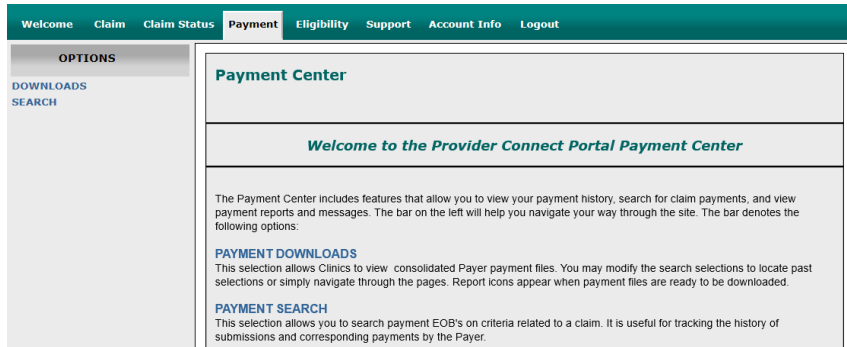 Welcome Claim Claim Status Payment Eligibility Support Account Info Logout
OPTIONS
DOWNLOADS
SEARCH
Payment Center
Welcome to the Provider Connect Portal Payment Center
The Payment Center includes features that allow you to view your payment history, search for claim payments, and view
payment reports and messages. The bar on the left will help you navigate your way through the site. The bar denotes the
following options:
PAYMENT DOWNLOADS
This selection allows Clinics to view consolidated Payer payment files. You may modify the search selections to locate past
selections or simply navigate through the pages. Report icons appear when payment files are ready to be downloaded.
PAYMENT SEARCH
This selection allows you to search payment EOB's on criteria related to a claim. It is useful for tracking the history of
submissions and corresponding payments by the Payer.